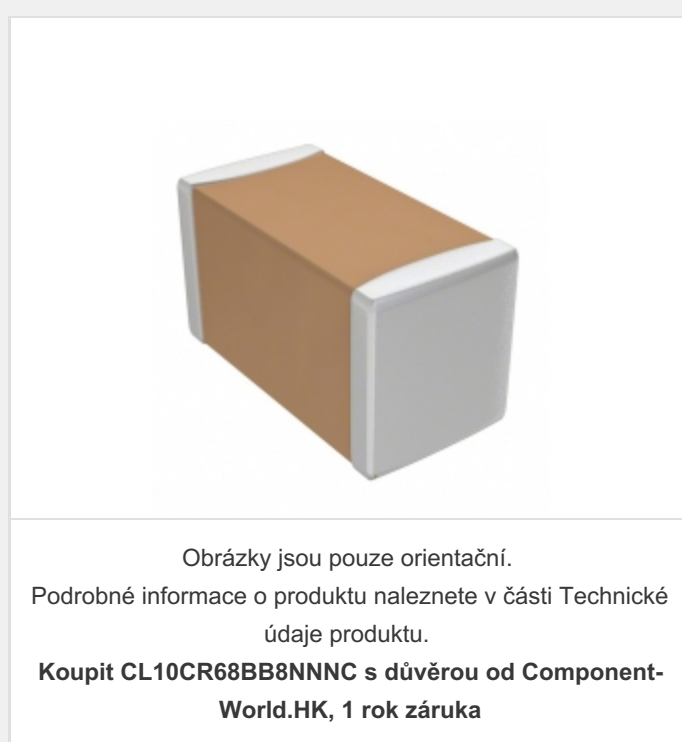 Obrázky jsou pouze orientační.
Podrobné informace o produktu naleznete v části Technické
údaje produktu.
Koupit CL10CR68BB8NNNC s důvěrou od Component-
World.HK, 1 rok záruka